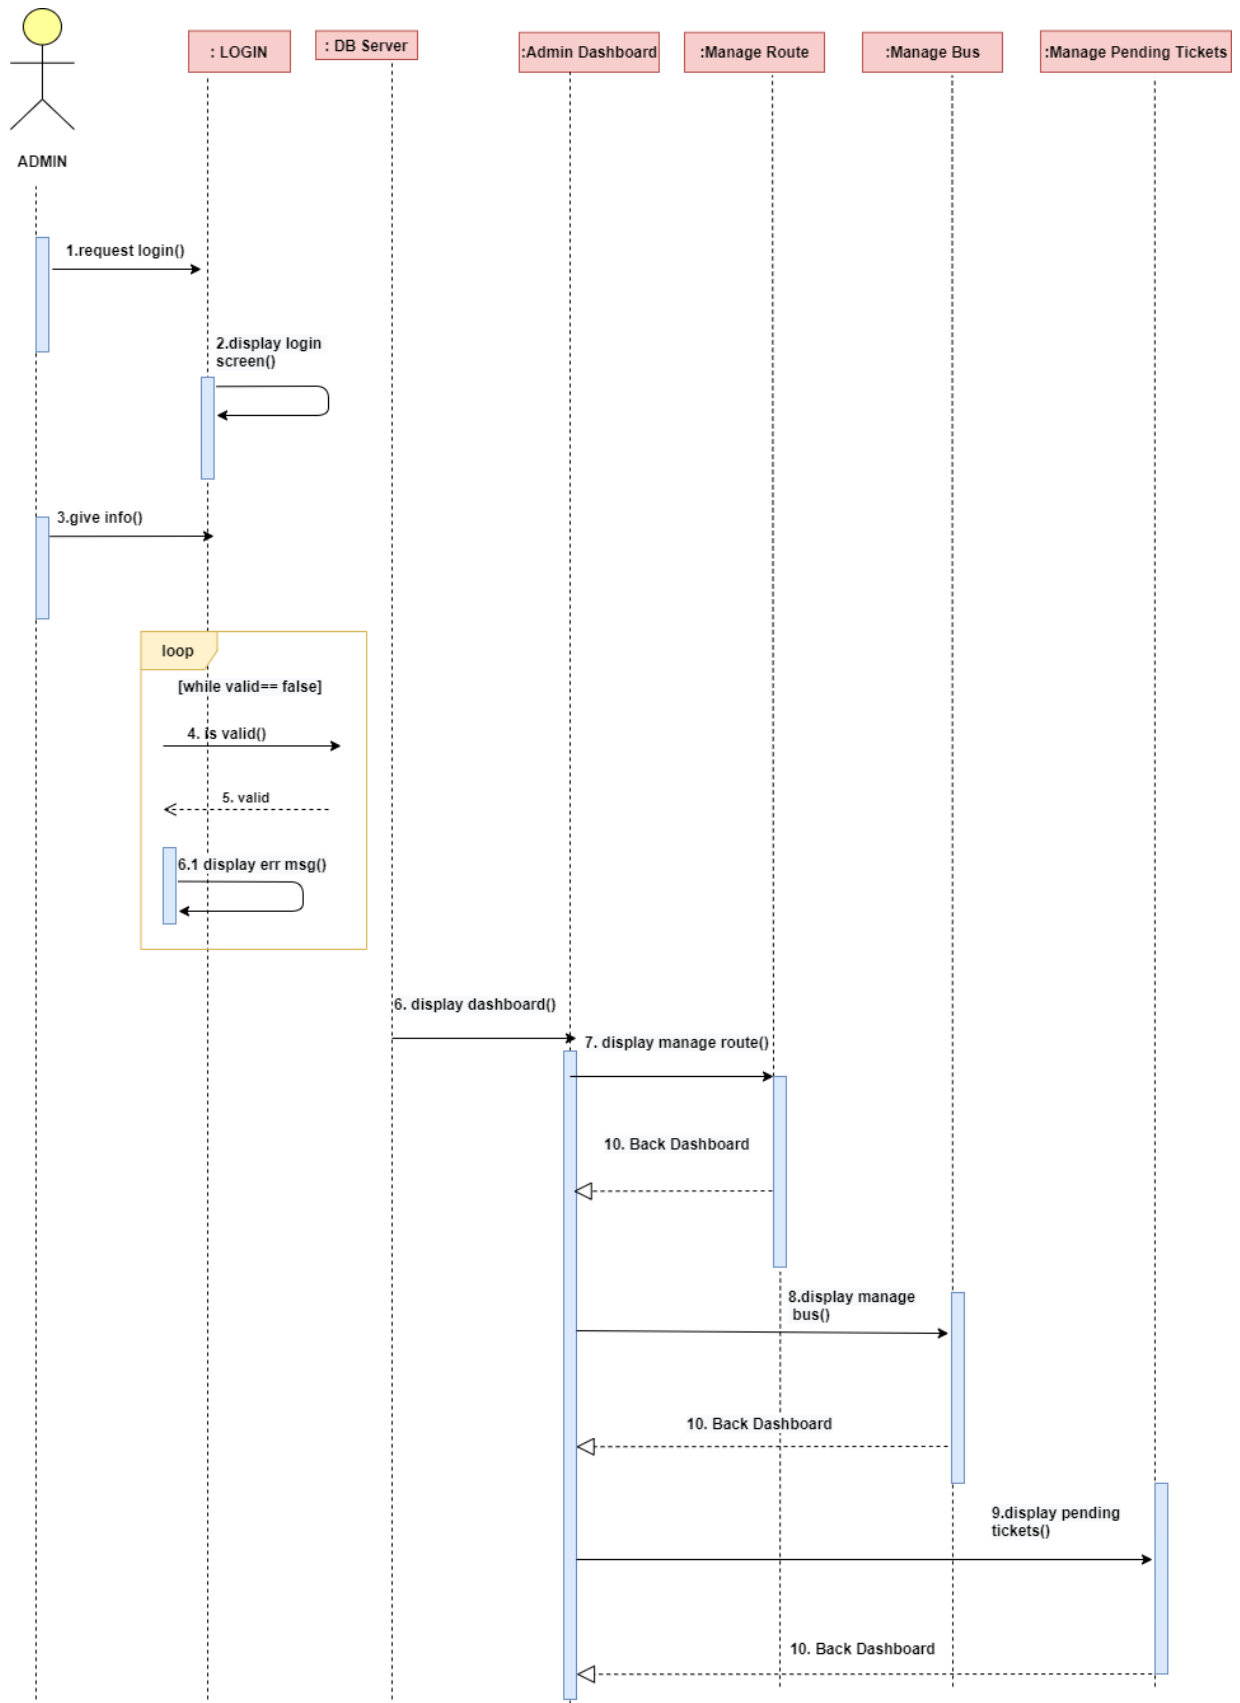 : LOGIN
: DB Server
:Admin Dashboard
:Manage Route
:Manage Bus
:Manage Pending Tickets
ADMIN
1.request login()
2.display login
screen()
3.give info()
loop
[while valid== false]
4. is valid()
5. valid
6.1 display err msg()
6. display dashboard()
7. display manage route()
10. Back Dashboard
8.display manage
bus()
10. Back Dashboard
9.display pending
tickets()
10. Back Dashboard